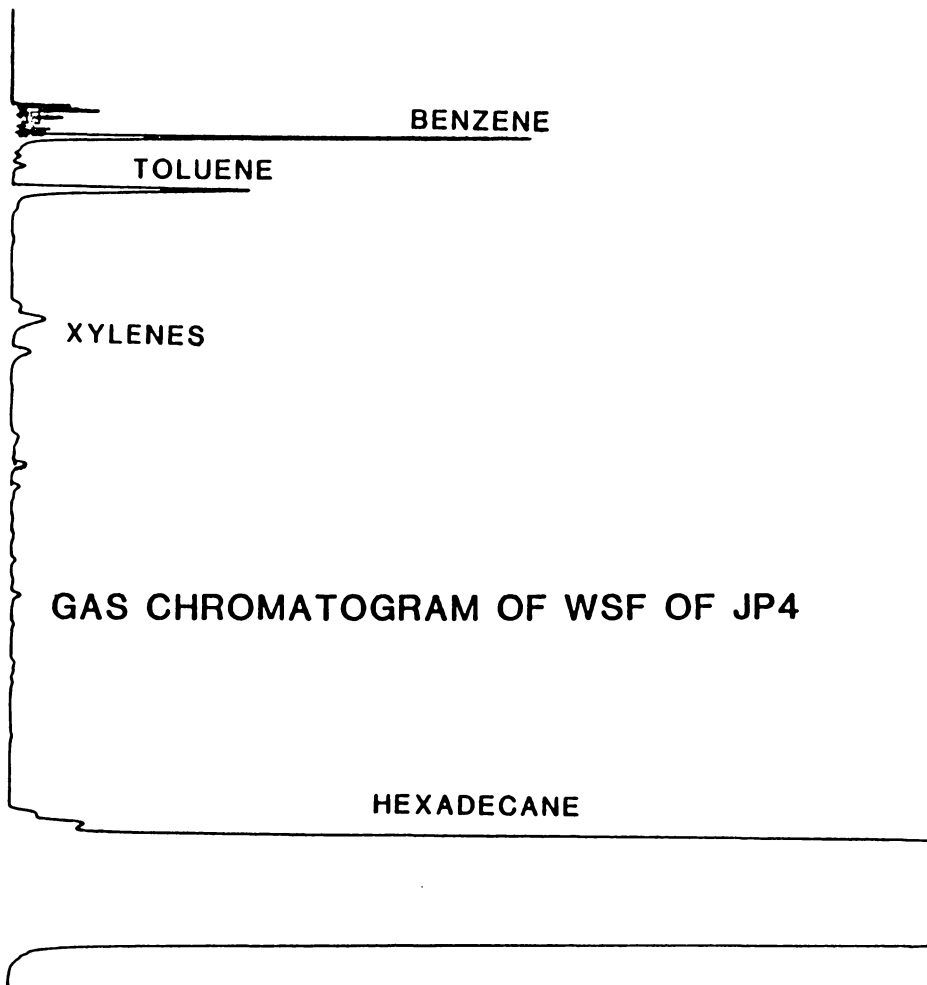 BENZENE
TOLUENE
XYLENES
GAS CHROMATOGRAM OF WSF OF JP4
HEXADECANE